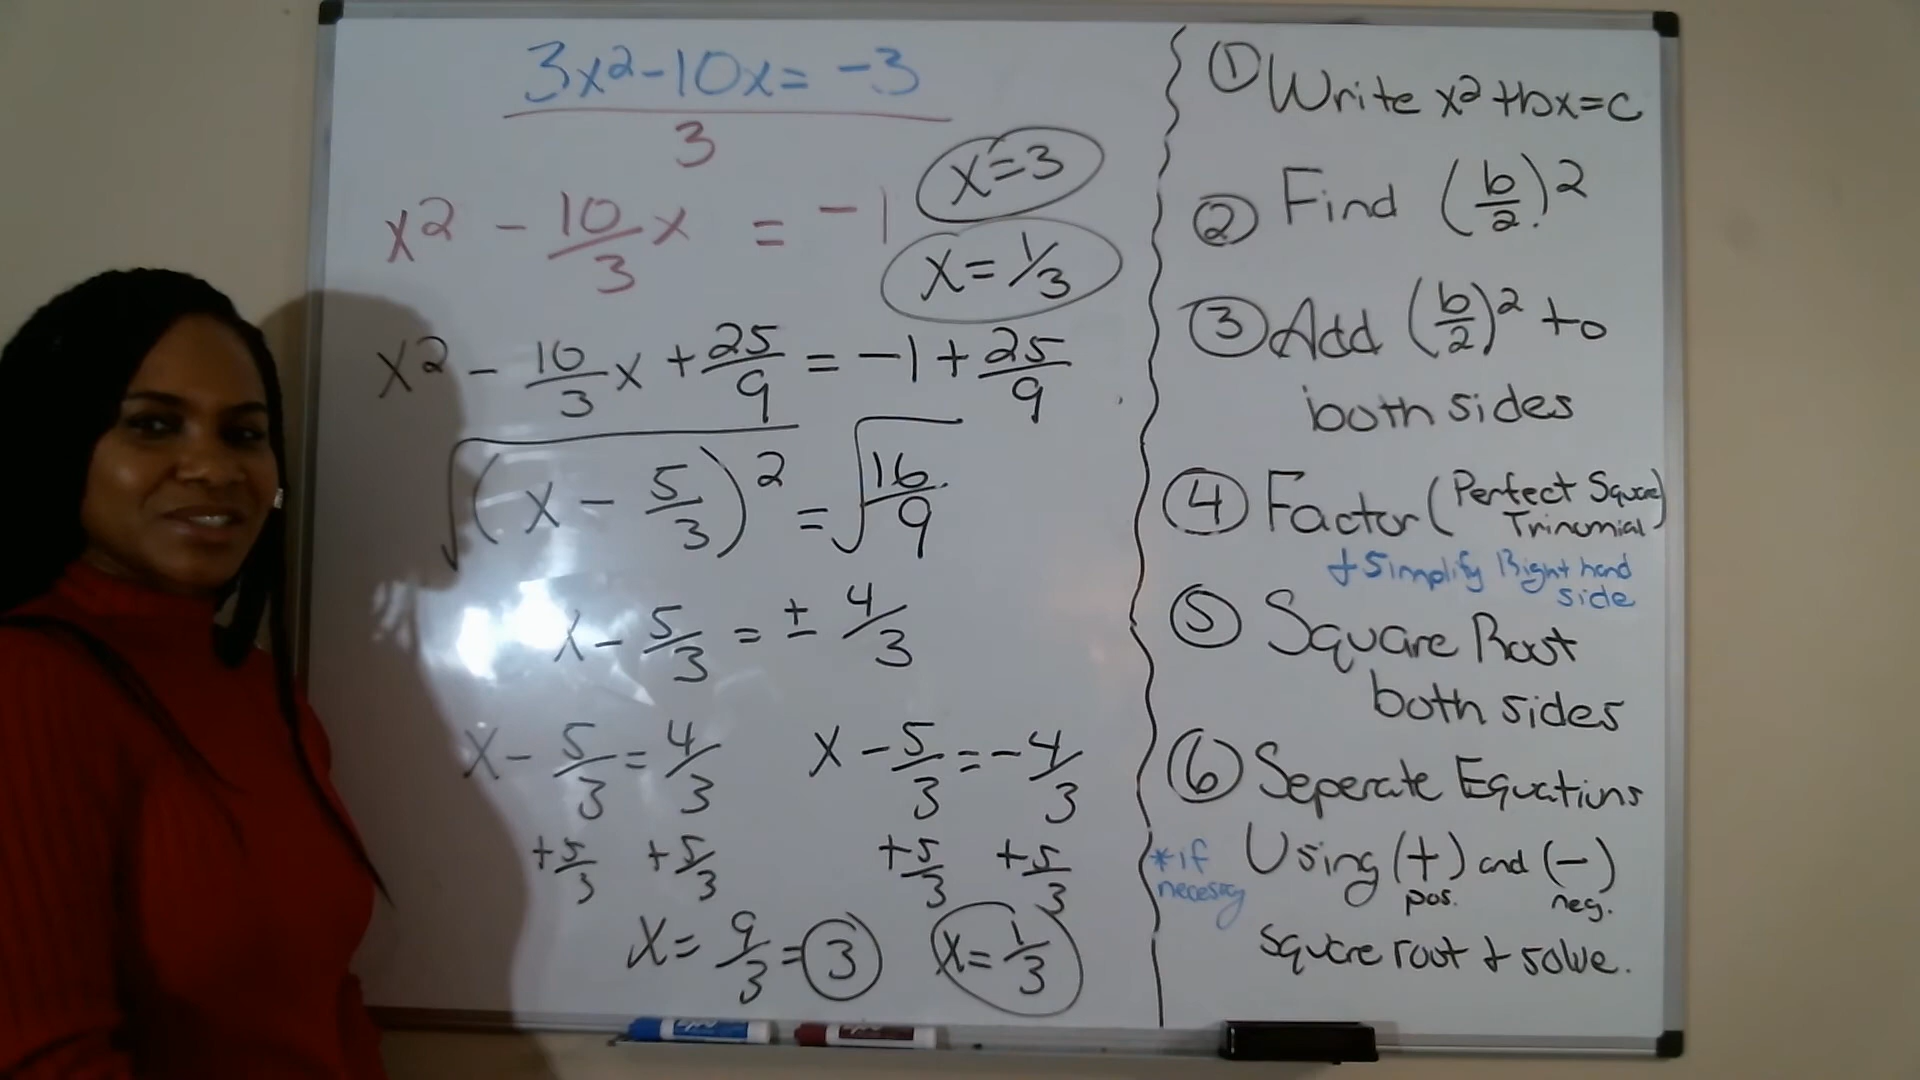 3x²-10x=-3
3
x=3
x² - 10/3 x = -1
x=1/3
x² - 10/3 x + 25/9 = -1 + 25/9
√(x - 5/3)² = √16/9
x - 5/3 = ± 4/3
x - 5/3 = 4/3    x - 5/3 = -4/3
+5/3 +5/3    +5/3 +5/3
x = 9/3 = 3    x = 1/3
① Write x²+bx=c
② Find (b/2)²
③ Add (b/2)² to
both sides
④ Factor (Perfect Square
Trinomial)
+ Simplify Right hand
side
⑤ Square Root
both sides
⑥ Seperate Equations
*if
necessary
Using (+) and (-)
pos. neg.
square root + solve.